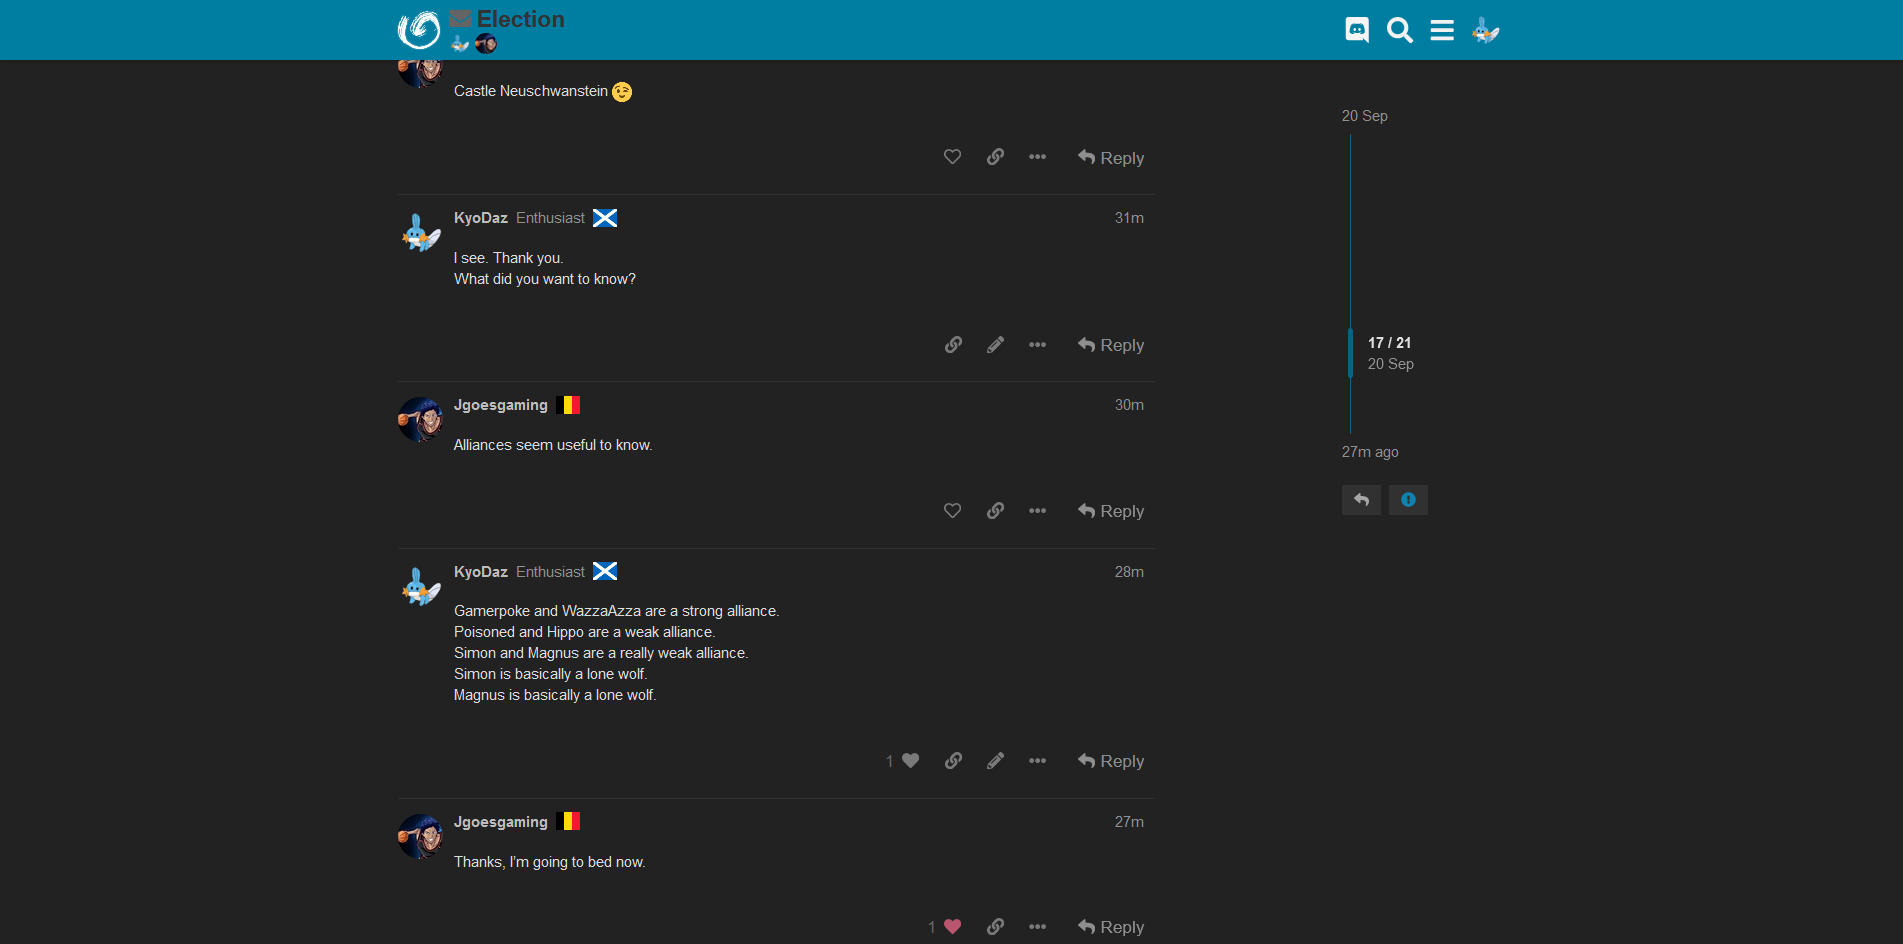 Election
Castle Neuschwanstein
Reply
20 Sep
KyoDaz Enthusiast 31m
I see. Thank you.
What did you want to know?
Reply
17 / 21
20 Sep
Jgoesgaming 30m
Alliances seem useful to know.
27m ago
Reply
KyoDaz Enthusiast 28m
Gamerpoke and WazzaAzza are a strong alliance.
Poisoned and Hippo are a weak alliance.
Simon and Magnus are a really weak alliance.
Simon is basically a lone wolf.
Magnus is basically a lone wolf.
1 Reply
Jgoesgaming 27m
Thanks, I’m going to bed now.
1 Reply